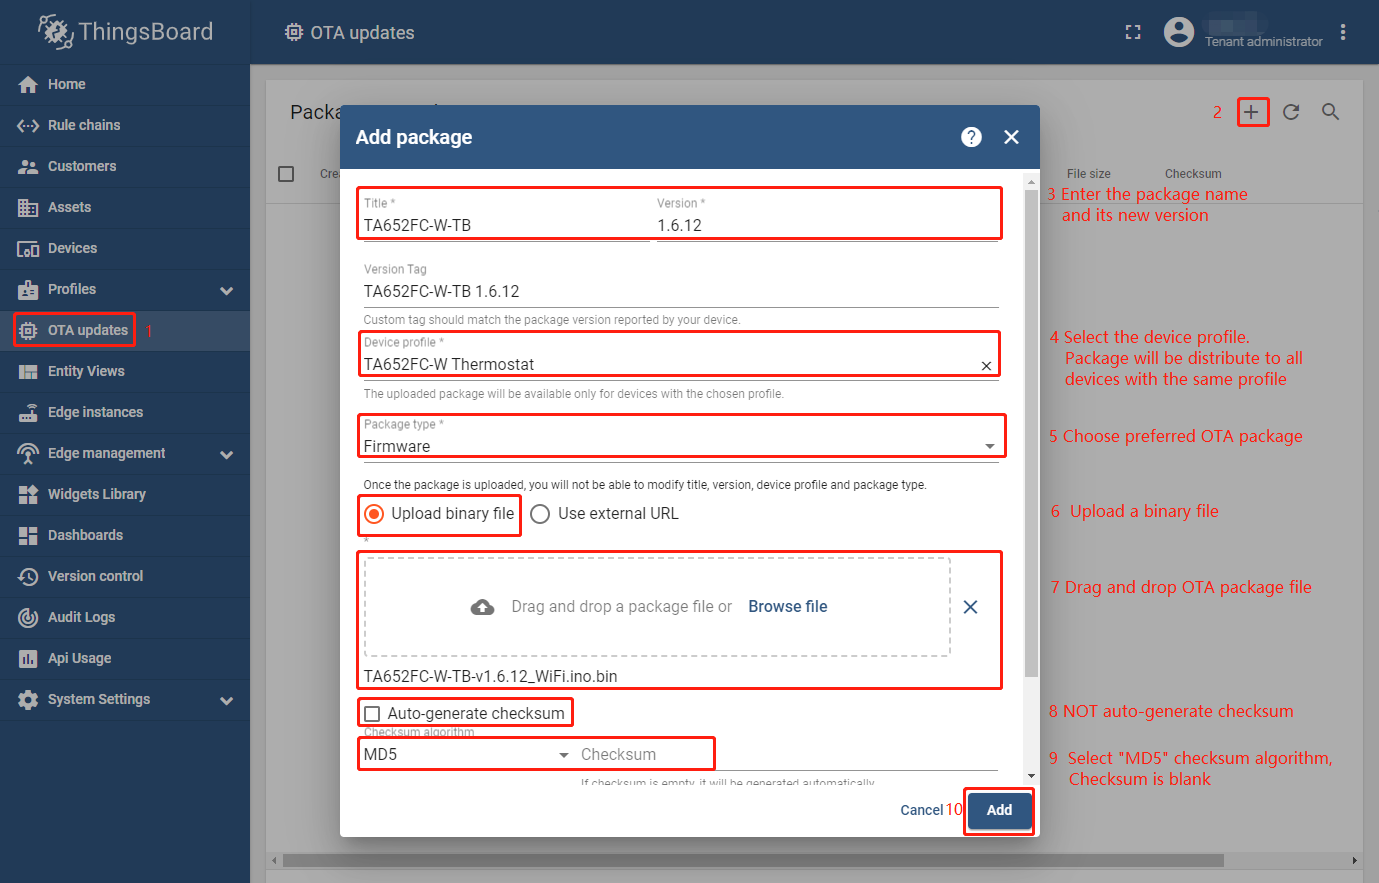 ThingsBoard
OTA updates
Tenant administrator
Home
Rule chains
Customers
Assets
Devices
Profiles
OTA updates 1
Entity Views
Edge instances
Edge management
Widgets Library
Dashboards
Version control
Audit Logs
Api Usage
System Settings
2
File size Checksum
Add package
Title * Version *
TA652FC-W-TB 1.6.12
Version Tag
TA652FC-W-TB 1.6.12
Custom tag should match the package version reported by your device.
Device profile *
TA652FC-W Thermostat
The uploaded package will be available only for devices with the chosen profile.
Package type *
Firmware
Once the package is uploaded, you will not be able to modify title, version, device profile and package type.
Upload binary file Use external URL
*
Drag and drop a package file or Browse file
TA652FC-W-TB-v1.6.12_WiFi.ino.bin
Auto-generate checksum
Checksum algorithm
MD5 Checksum
If checksum is empty, it will be generated automatically
Cancel 10 Add
3 Enter the package name
and its new version
4 Select the device profile.
Package will be distribute to all
devices with the same profile
5 Choose preferred OTA package
6 Upload a binary file
7 Drag and drop OTA package file
8 NOT auto-generate checksum
9 Select "MD5" checksum algorithm,
Checksum is blank